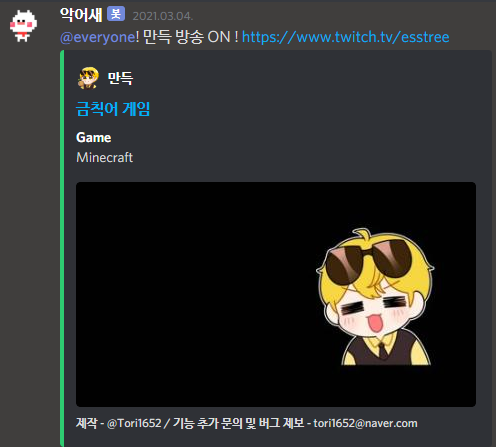 악어새 봇 2021.03.04.
@everyone! 만득 방송 ON ! https://www.twitch.tv/esstree
만득
금칙어 게임
Game
Minecraft
제작 - @Tori1652 / 기능 추가 문의 및 버그 제보 - tori1652@naver.com